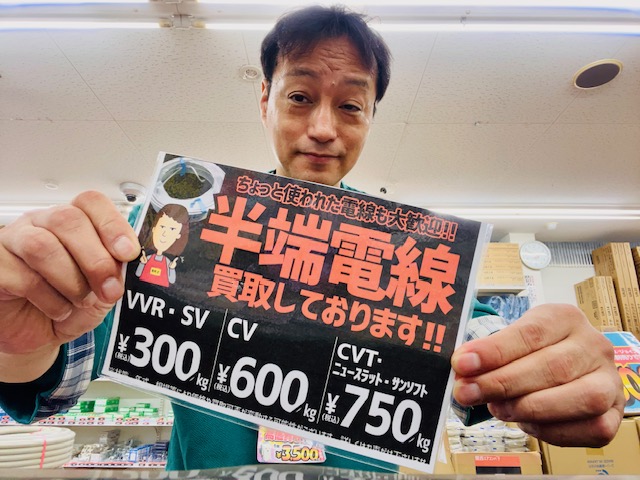 ちょっと使われた電線も大歓迎!!
半端電線
買取しております!!
VVR・SV
¥300/kg
(税込)
CV
¥600/kg
(税込)
CVT・
ニュースラット・サンソフト
¥750/kg
(税込)
¥3500